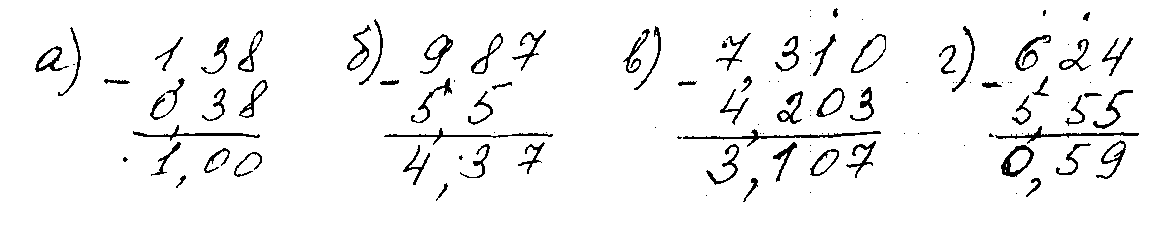 а) - 1,38 б) - 9,87 в) - 7,310 г) - 6,24
0,38 5,5 4,203 5,55
1,00 4,37 3,107 0,59